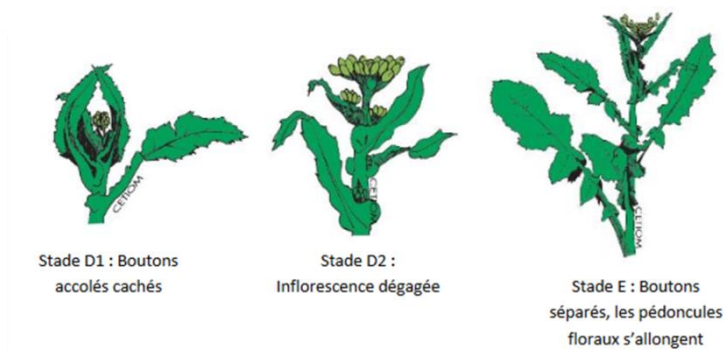 CETIOM
CETIOM
CETIOM
Stade D1 : Boutons
accolés cachés
Stade D2 :
Inflorescence dégagée
Stade E : Boutons
séparés, les pédoncules
floraux s’allongent